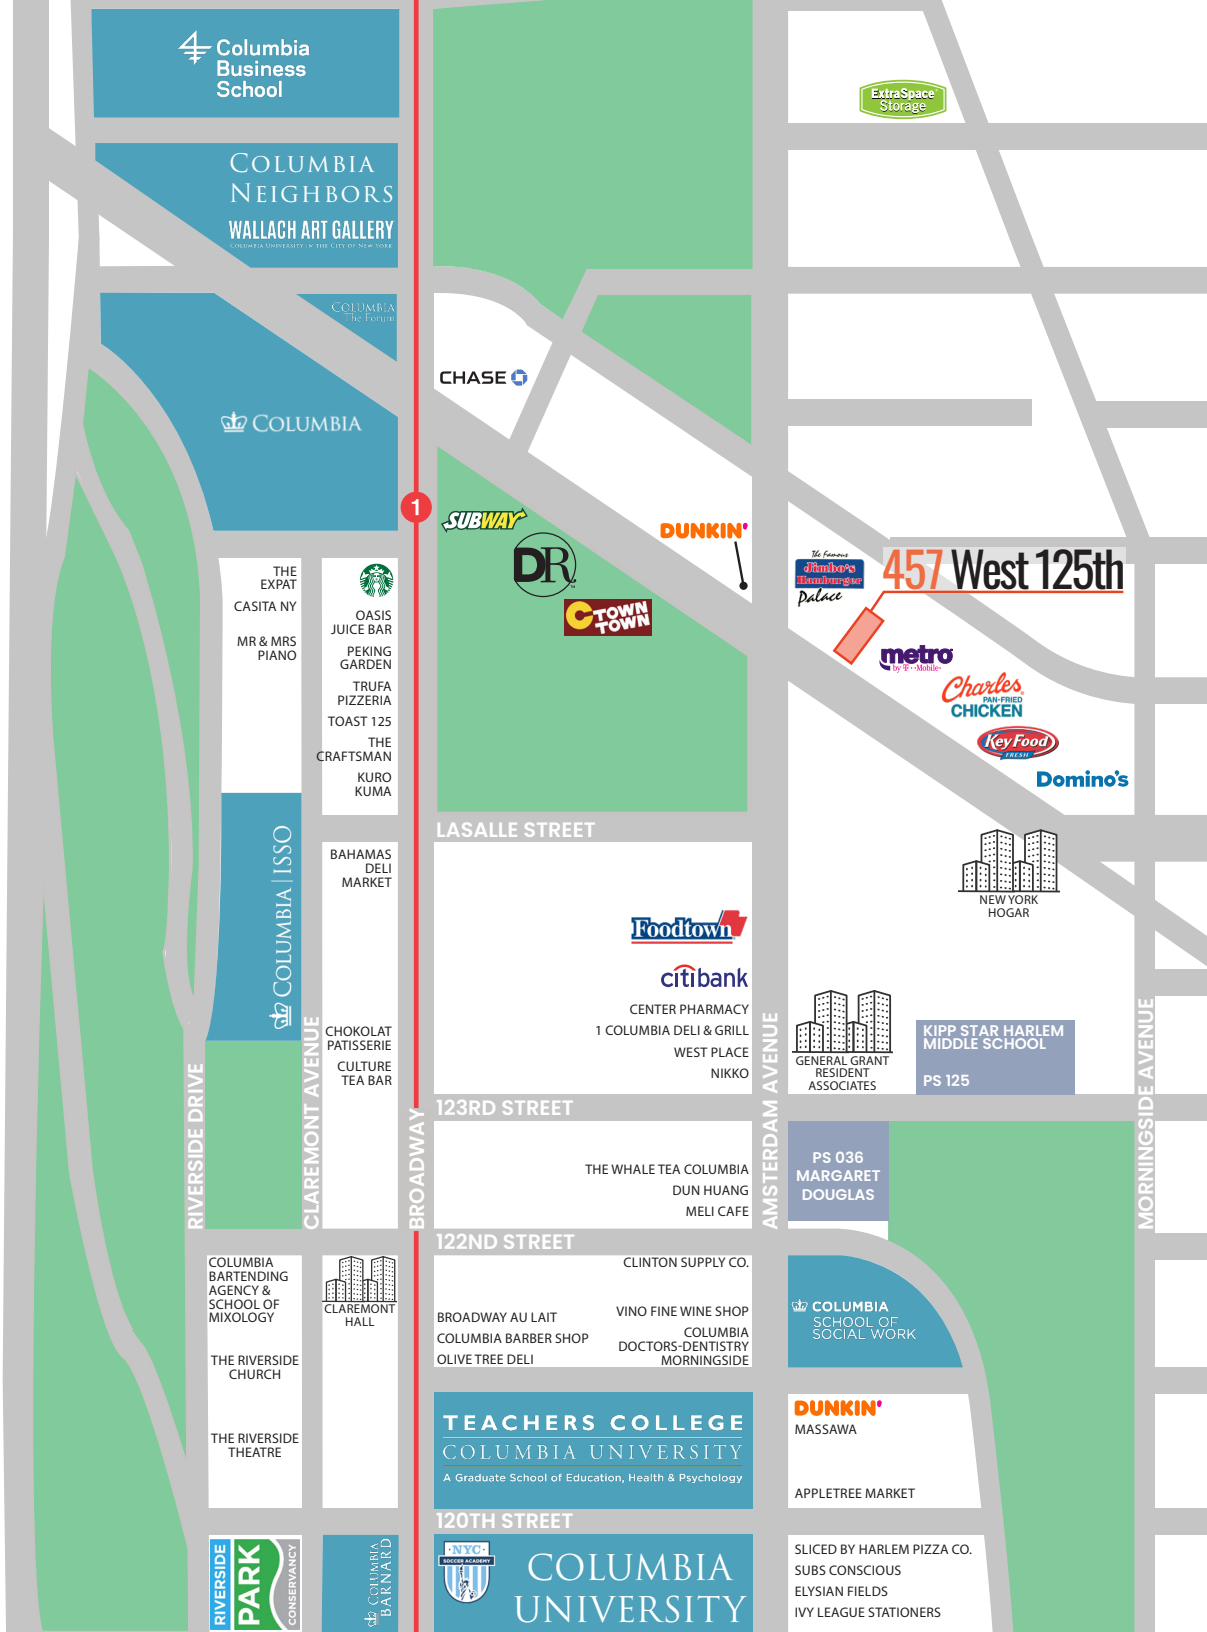 Columbia
Business
School
ExtraSpace
Storage
COLUMBIA
NEIGHBORS
WALLACH ART GALLERY
COLUMBIA UNIVERSITY IN THE CITY OF NEW YORK
COLUMBIA
The Forum
CHASE
COLUMBIA
1
SUBWAY
DR
CTOWN
TOWN
DUNKIN'
The Famous
Jimbo's
Hamburger
Palace
457 West 125th
metro
by T-Mobile
Charles
PAN-FRIED
CHICKEN
KeyFood
FRESH
Domino's
THE
EXPAT
CASITA NY
MR & MRS
PIANO
OASIS
JUICE BAR
PEKING
GARDEN
TRUFA
PIZZERIA
TOAST 125
THE
CRAFTSMAN
KURO
KUMA
LASALLE STREET
COLUMBIA | ISSO
BAHAMAS
DELI
MARKET
Foodtown
citibank
CENTER PHARMACY
1 COLUMBIA DELI & GRILL
WEST PLACE
NIKKO
NEW YORK
HOGAR
CHOKOLAT
PATISSERIE
CULTURE
TEA BAR
GENERAL GRANT
RESIDENT
ASSOCIATES
KIPP STAR HARLEM
MIDDLE SCHOOL
PS 125
RIVERSIDE DRIVE
CLAREMONT AVENUE
BROADWAY
AMSTERDAM AVENUE
MORNINGSIDE AVENUE
123RD STREET
THE WHALE TEA COLUMBIA
DUN HUANG
MELI CAFE
PS 036
MARGARET
DOUGLAS
122ND STREET
COLUMBIA
BARTENDING
AGENCY &
SCHOOL OF
MIXOLOGY
THE RIVERSIDE
CHURCH
THE RIVERSIDE
THEATRE
CLAREMONT
HALL
CLINTON SUPPLY CO.
BROADWAY AU LAIT
COLUMBIA BARBER SHOP
OLIVE TREE DELI
VINO FINE WINE SHOP
COLUMBIA
DOCTORS-DENTISTRY
MORNINGSIDE
COLUMBIA
SCHOOL OF
SOCIAL WORK
TEACHERS COLLEGE
COLUMBIA UNIVERSITY
A Graduate School of Education, Health & Psychology
DUNKIN'
MASSAWA
APPLETREE MARKET
120TH STREET
RIVERSIDE
PARK
CONSERVANCY
COLUMBIA
BARNARD
NYC
SOCCER ACADEMY
COLUMBIA
UNIVERSITY
SLICED BY HARLEM PIZZA CO.
SUBS CONSCIOUS
ELYSIAN FIELDS
IVY LEAGUE STATIONERS